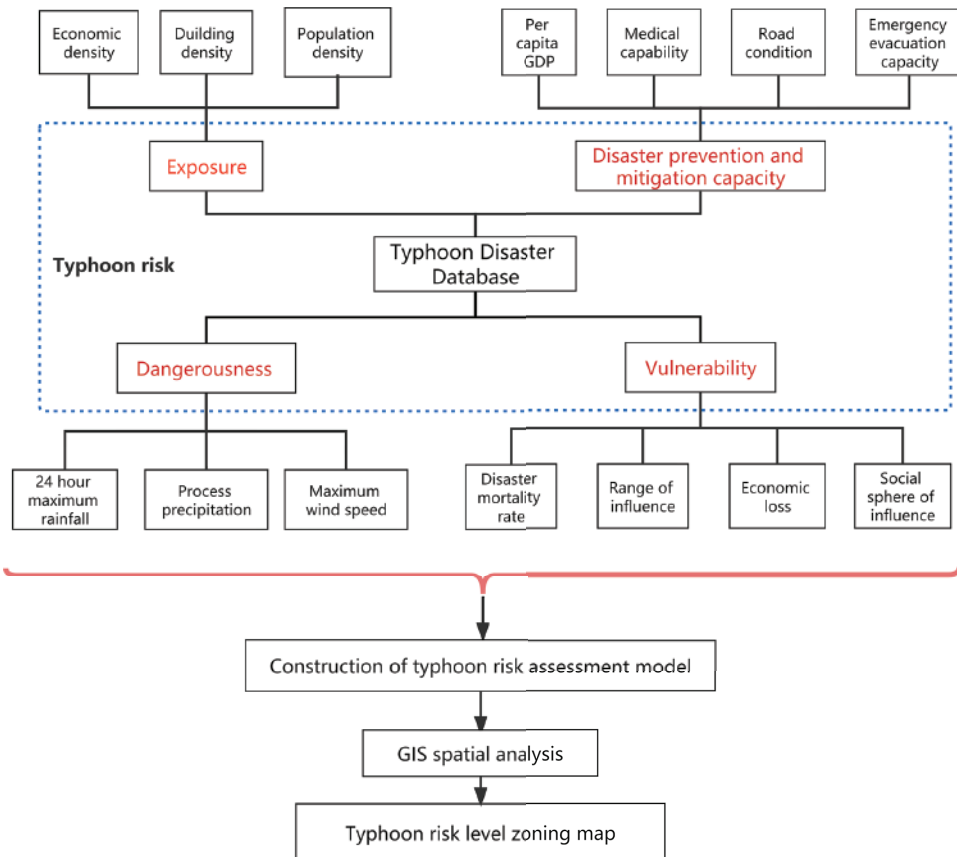 Economic
density
Duilding
density
Population
density
Per
capita
GDP
Medical
capability
Road
condition
Emergency
evacuation
capacity
Exposure
Disaster prevention and
mitigation capacity
Typhoon risk
Typhoon Disaster
Database
Dangerousness
Vulnerability
24 hour
maximum
rainfall
Process
precipitation
Maximum
wind speed
Disaster
mortality
rate
Range of
influence
Economic
loss
Social
sphere of
influence
Construction of typhoon risk assessment model
GIS spatial analysis
Typhoon risk level zoning map